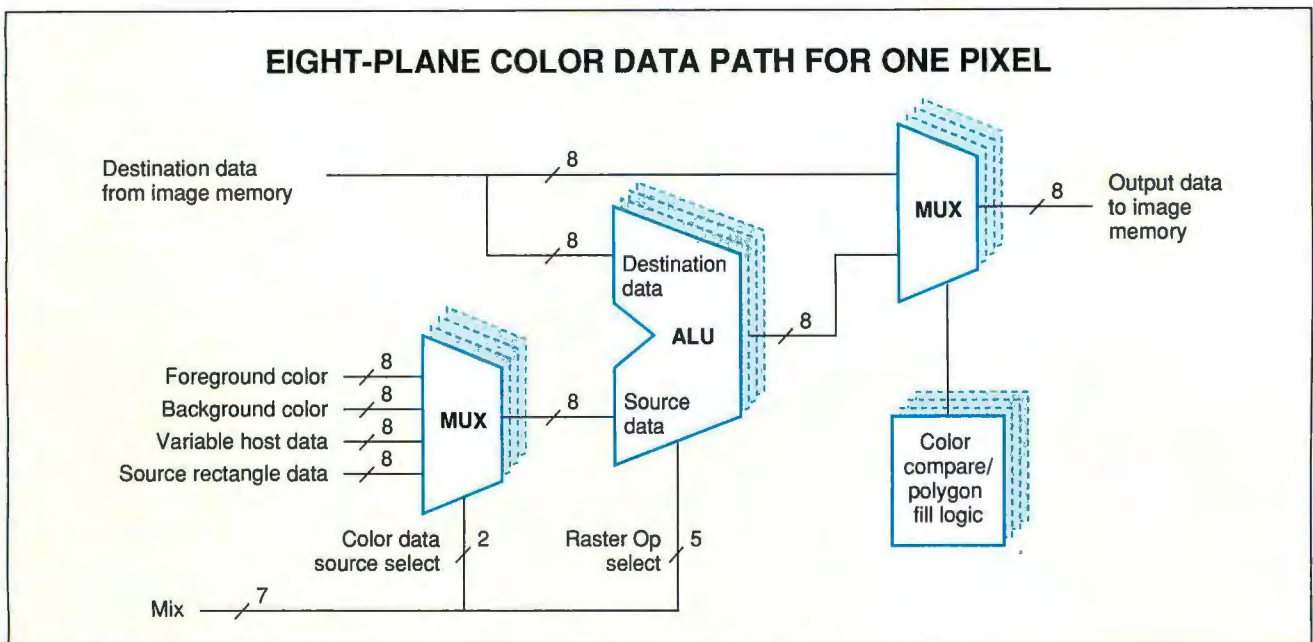 EIGHT-PLANE COLOR DATA PATH FOR ONE PIXEL
Destination data
from image memory
8
8
Destination
data
ALU
Source
data
8
MUX
8
Output data
to image
memory
Foreground color
8
Background color
8
Variable host data
8
Source rectangle data
8
MUX
8
Color
compare/
polygon
fill logic
Color data
source select
2
Raster Op
select
5
Mix
7